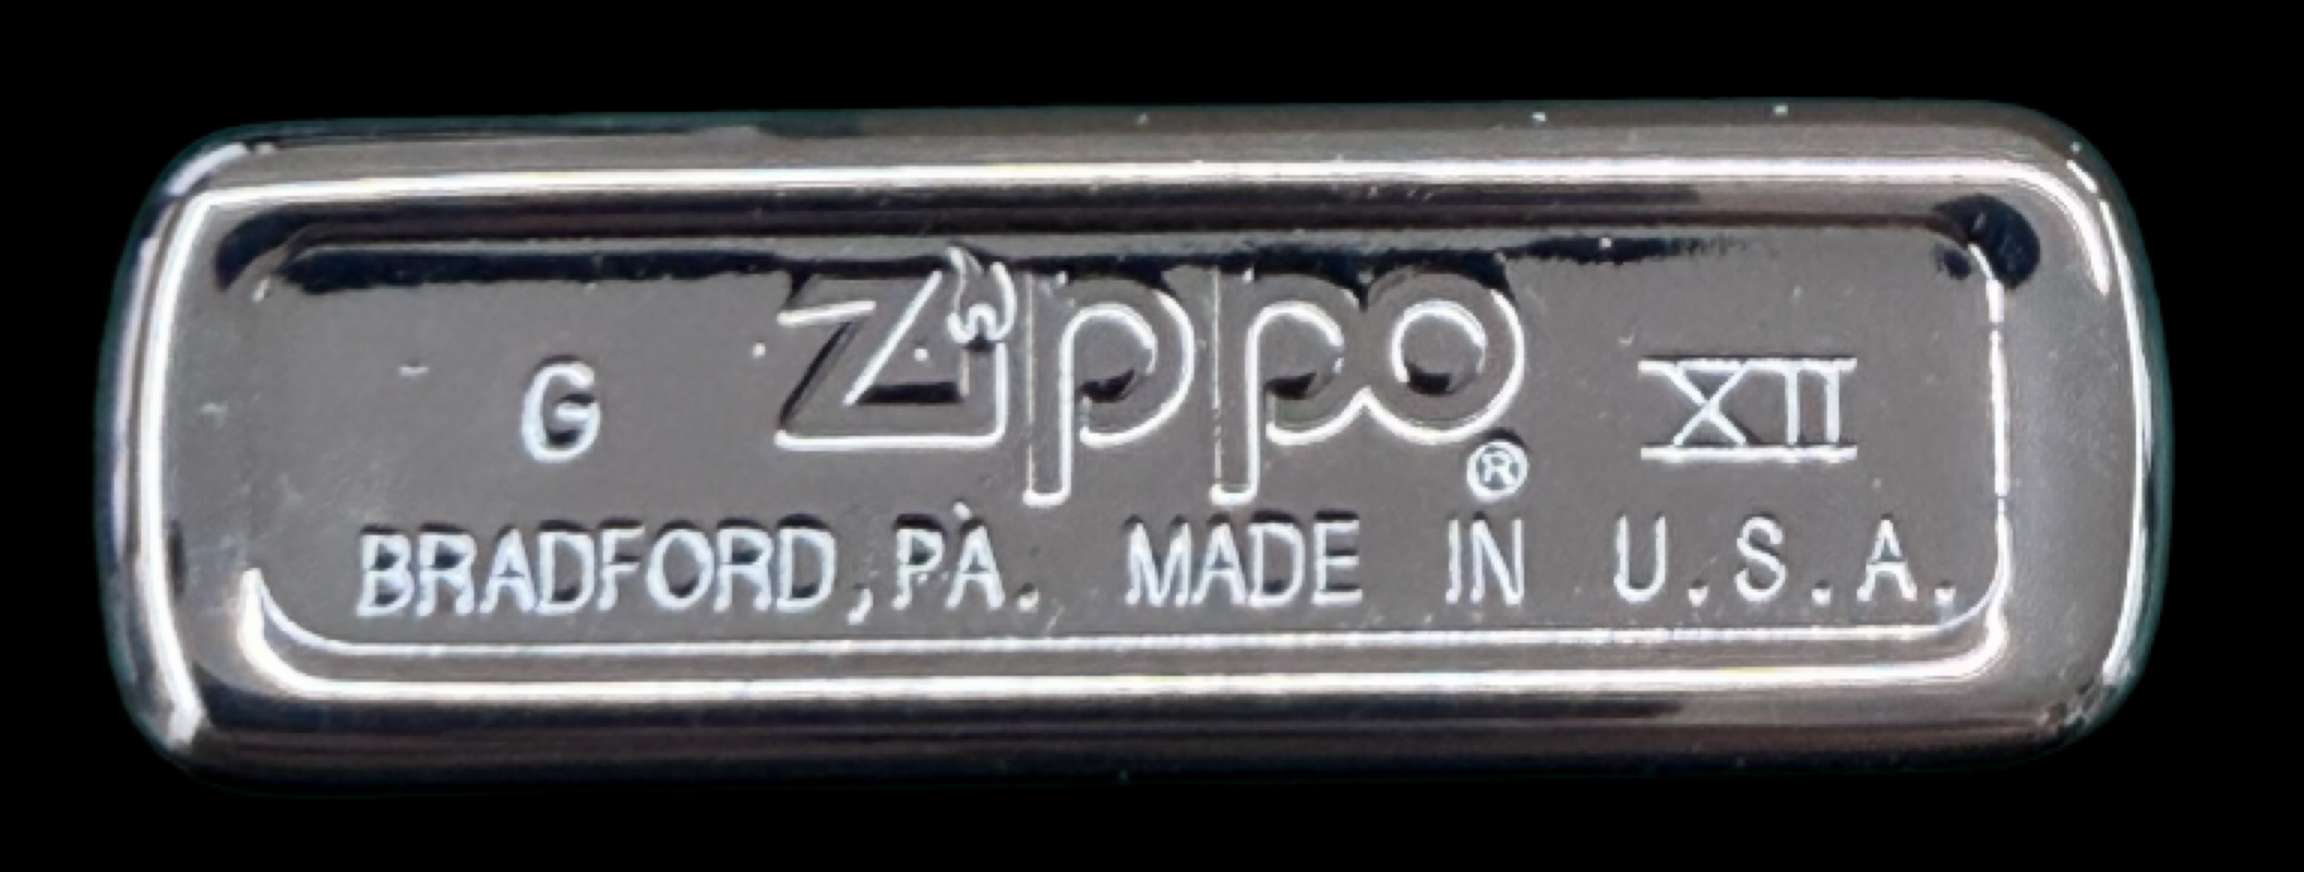 G Zippo® XII
BRADFORD, PA. MADE IN U.S.A.